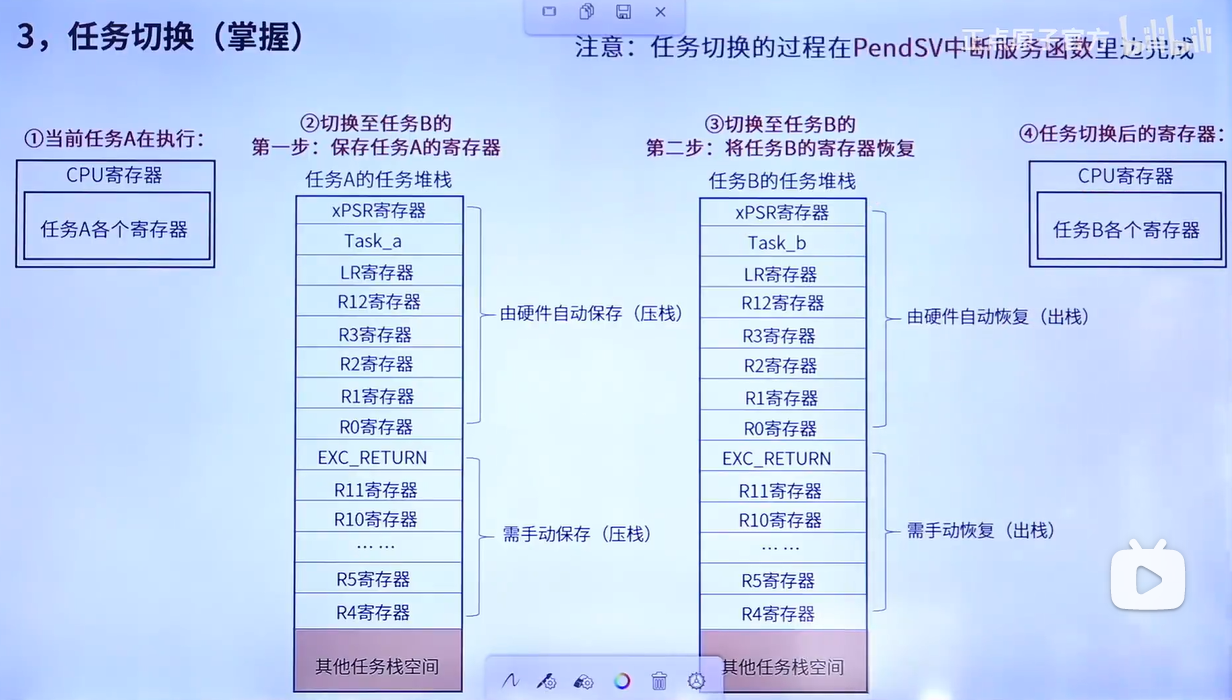 3，任务切换（掌握）
注意：任务切换的过程在PendSV中断服务函数里边完成
正点原子官方 bilibili
①当前任务A在执行：
CPU寄存器
任务A各个寄存器
②切换至任务B的
第一步：保存任务A的寄存器
任务A的任务堆栈
xPSR寄存器
Task_a
LR寄存器
R12寄存器
R3寄存器
R2寄存器
R1寄存器
R0寄存器
EXC_RETURN
R11寄存器
R10寄存器
... ...
R5寄存器
R4寄存器
其他任务栈空间
由硬件自动保存（压栈）
需手动保存（压栈）
③切换至任务B的
第二步：将任务B的寄存器恢复
任务B的任务堆栈
xPSR寄存器
Task_b
LR寄存器
R12寄存器
R3寄存器
R2寄存器
R1寄存器
R0寄存器
EXC_RETURN
R11寄存器
R10寄存器
... ...
R5寄存器
R4寄存器
其他任务栈空间
由硬件自动恢复（出栈）
需手动恢复（出栈）
④任务切换后的寄存器：
CPU寄存器
任务B各个寄存器